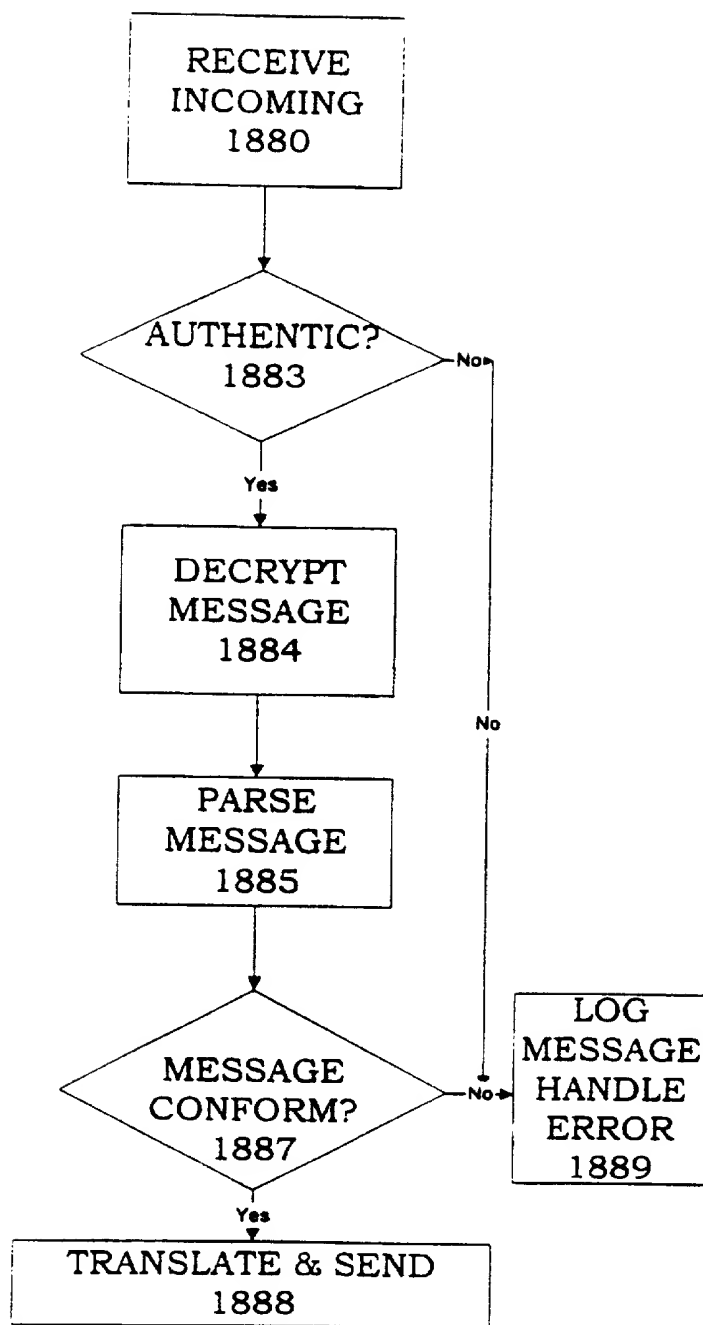 RECEIVE
INCOMING
1880
AUTHENTIC?
1883
No
Yes
DECRYPT
MESSAGE
1884
No
PARSE
MESSAGE
1885
MESSAGE
CONFORM?
1887
No
LOG
MESSAGE
HANDLE
ERROR
1889
Yes
TRANSLATE & SEND
1888